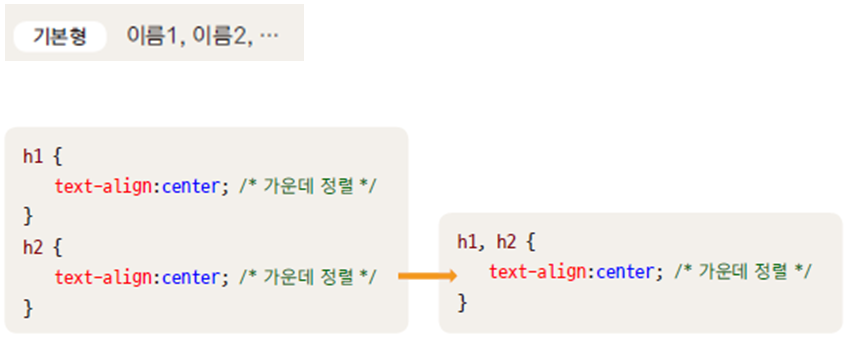 기본형 이름1, 이름2, …
h1 {
text-align:center; /* 가운데 정렬 */
}
h2 {
text-align:center; /* 가운데 정렬 */
}
h1, h2 {
text-align:center; /* 가운데 정렬 */
}